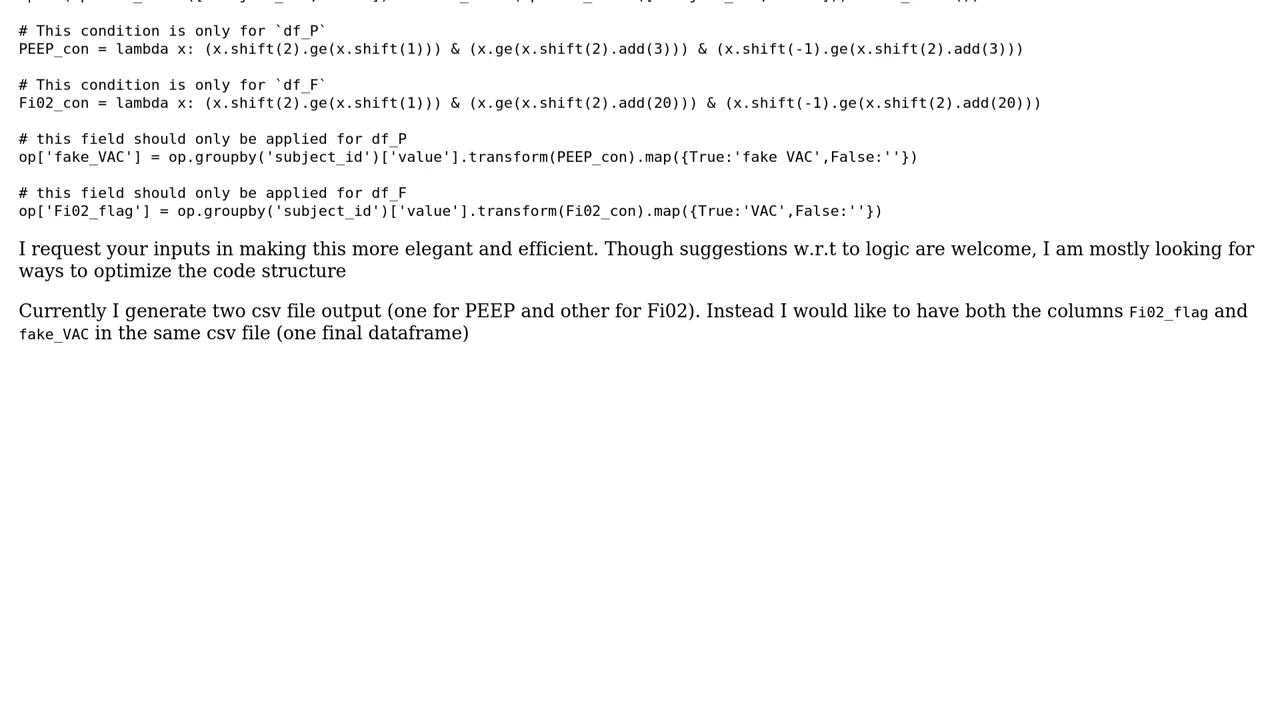 # This condition is only for `df_P`
PEEP_con = lambda x: (x.shift(2).ge(x.shift(1))) & (x.ge(x.shift(2).add(3))) & (x.shift(-1).ge(x.shift(2).add(3)))
# This condition is only for `df_F`
Fi02_con = lambda x: (x.shift(2).ge(x.shift(1))) & (x.ge(x.shift(2).add(20))) & (x.shift(-1).ge(x.shift(2).add(20)))
# this field should only be applied for df_P
op['fake_VAC'] = op.groupby('subject_id')['value'].transform(PEEP_con).map({True:'fake VAC',False:''})
# this field should only be applied for df_F
op['Fi02_flag'] = op.groupby('subject_id')['value'].transform(Fi02_con).map({True:'VAC',False:''})
I request your inputs in making this more elegant and efficient. Though suggestions w.r.t to logic are welcome, I am mostly looking for
ways to optimize the code structure
Currently I generate two csv file output (one for PEEP and other for Fi02). Instead I would like to have both the columns Fi02_flag and
fake_VAC in the same csv file (one final dataframe)